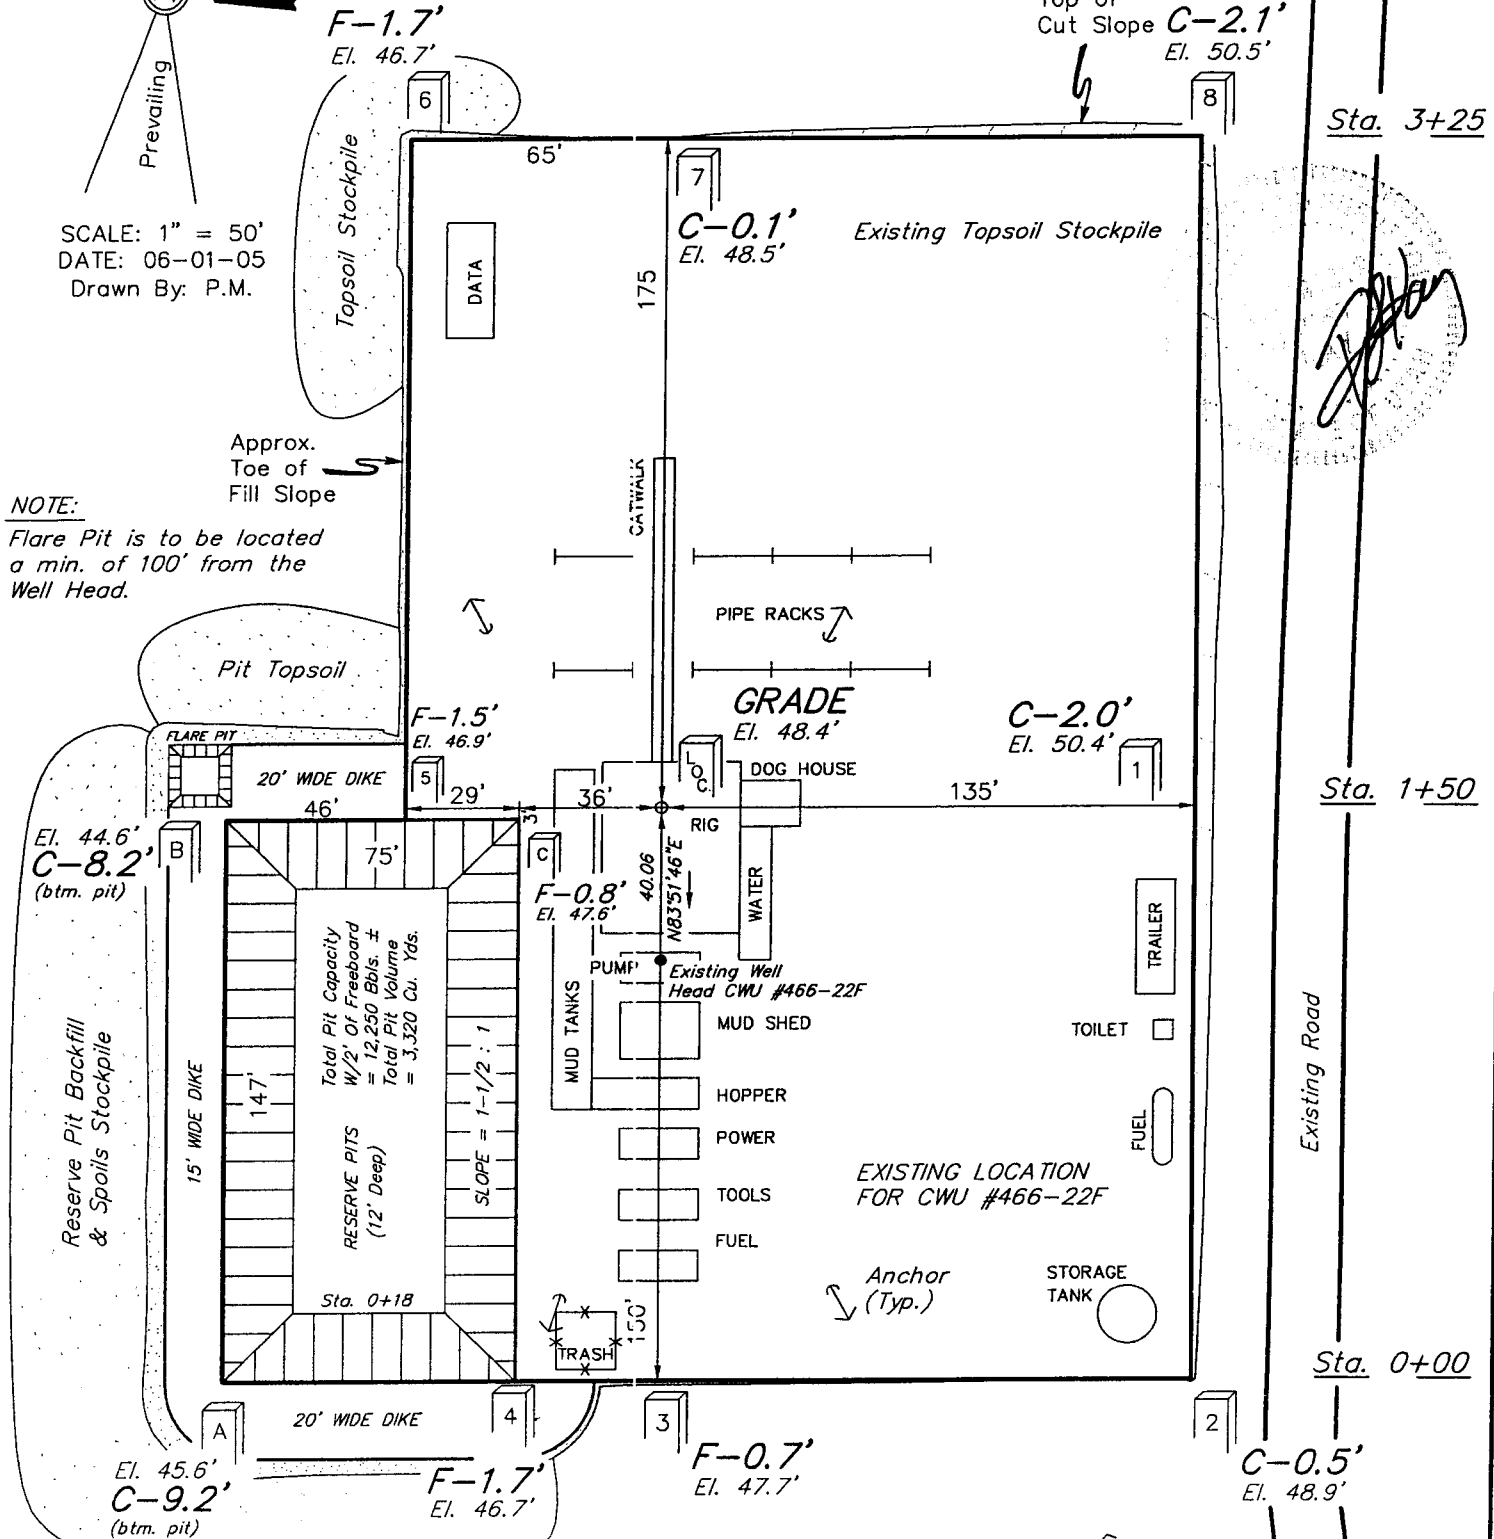 F-1.7'
El. 46.7'
Top of
Cut Slope
C-2.1'
El. 50.5'
Prevailing
6
8
Sta. 3+25
65'
7
Topsoil Stockpile
SCALE: 1" = 50'
DATE: 06-01-05
Drawn By: P.M.
DATA
C-0.1'
El. 48.5'
175
Existing Topsoil Stockpile
Approx.
Toe of
Fill Slope
CATWALK
NOTE:
Flare Pit is to be located
a min. of 100' from the
Well Head.
PIPE RACKS
Pit Topsoil
F-1.5'
El. 46.9'
GRADE
El. 48.4'
C-2.0'
El. 50.4'
FLARE PIT
20' WIDE DIKE
5
LOC.
DOG HOUSE
1
46'
29'
3'
36'
135'
Sta. 1+50
RIG
El. 44.6'
C-8.2'
(btm. pit)
B
75'
C
F-0.8'
El. 47.6'
40.06
N83°51'46"E
WATER
TRAILER
Total Pit Capacity
W/2' Of Freeboard
= 12,250 Bbls. ±
Total Pit Volume
= 3,320 Cu. Yds.
PUMP
Existing Well
Head CWU #466-22F
MUD TANKS
MUD SHED
TOILET
Reserve Pit Backfill
& Spoils Stockpile
15' WIDE DIKE
147'
RESERVE PITS
(12' Deep)
SLOPE = 1-1/2 : 1
HOPPER
POWER
FUEL
Existing Road
TOOLS
EXISTING LOCATION
FOR CWU #466-22F
FUEL
Sta. 0+18
Anchor
(Typ.)
STORAGE
TANK
150'
TRASH
Sta. 0+00
20' WIDE DIKE
A
4
3
2
El. 45.6'
C-9.2'
(btm. pit)
F-1.7'
El. 46.7'
F-0.7'
El. 47.7'
C-0.5'
El. 48.9'